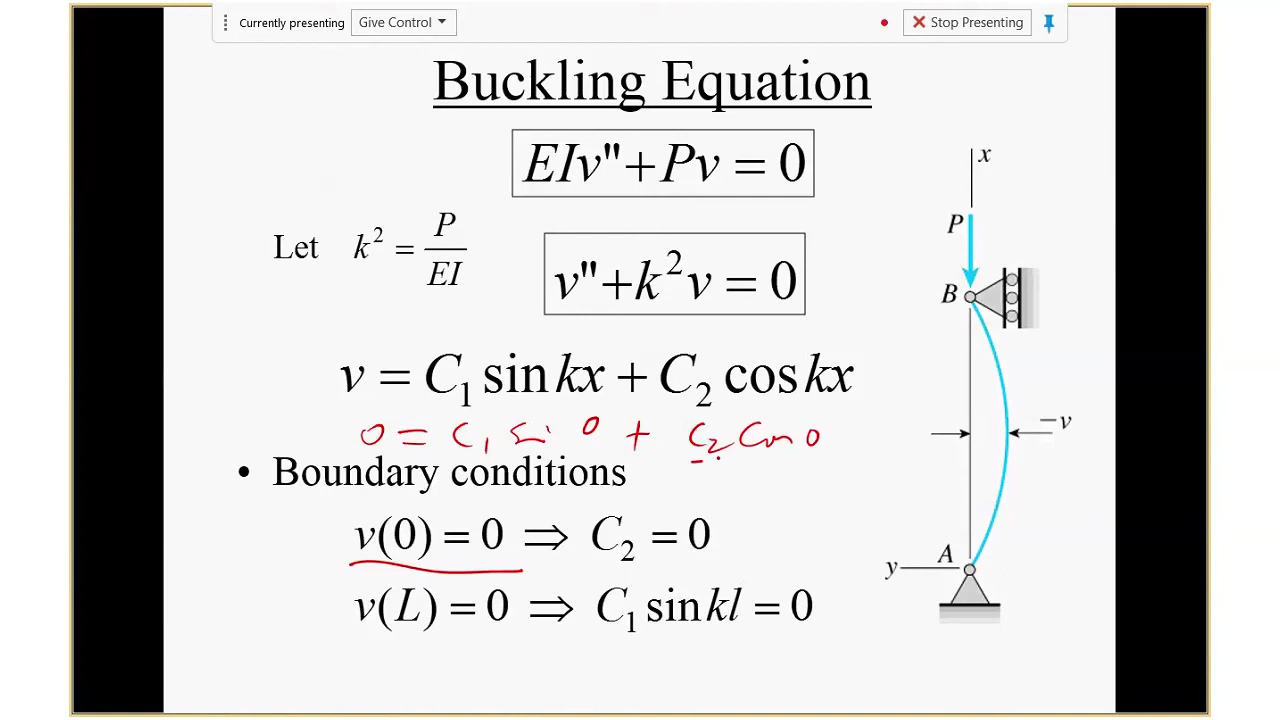 Currently presenting Give Control Stop Presenting
Buckling Equation
EIv"+Pv = 0
Let k² = P/EI
v"+k²v = 0
v = C₁ sin kx + C₂ cos kx
0 = C₁ sin 0 + C₂ Cos 0
• Boundary conditions
v(0) = 0 ⇒ C₂ = 0
v(L) = 0 ⇒ C₁ sin kl = 0
x
P
B
−v
A
y